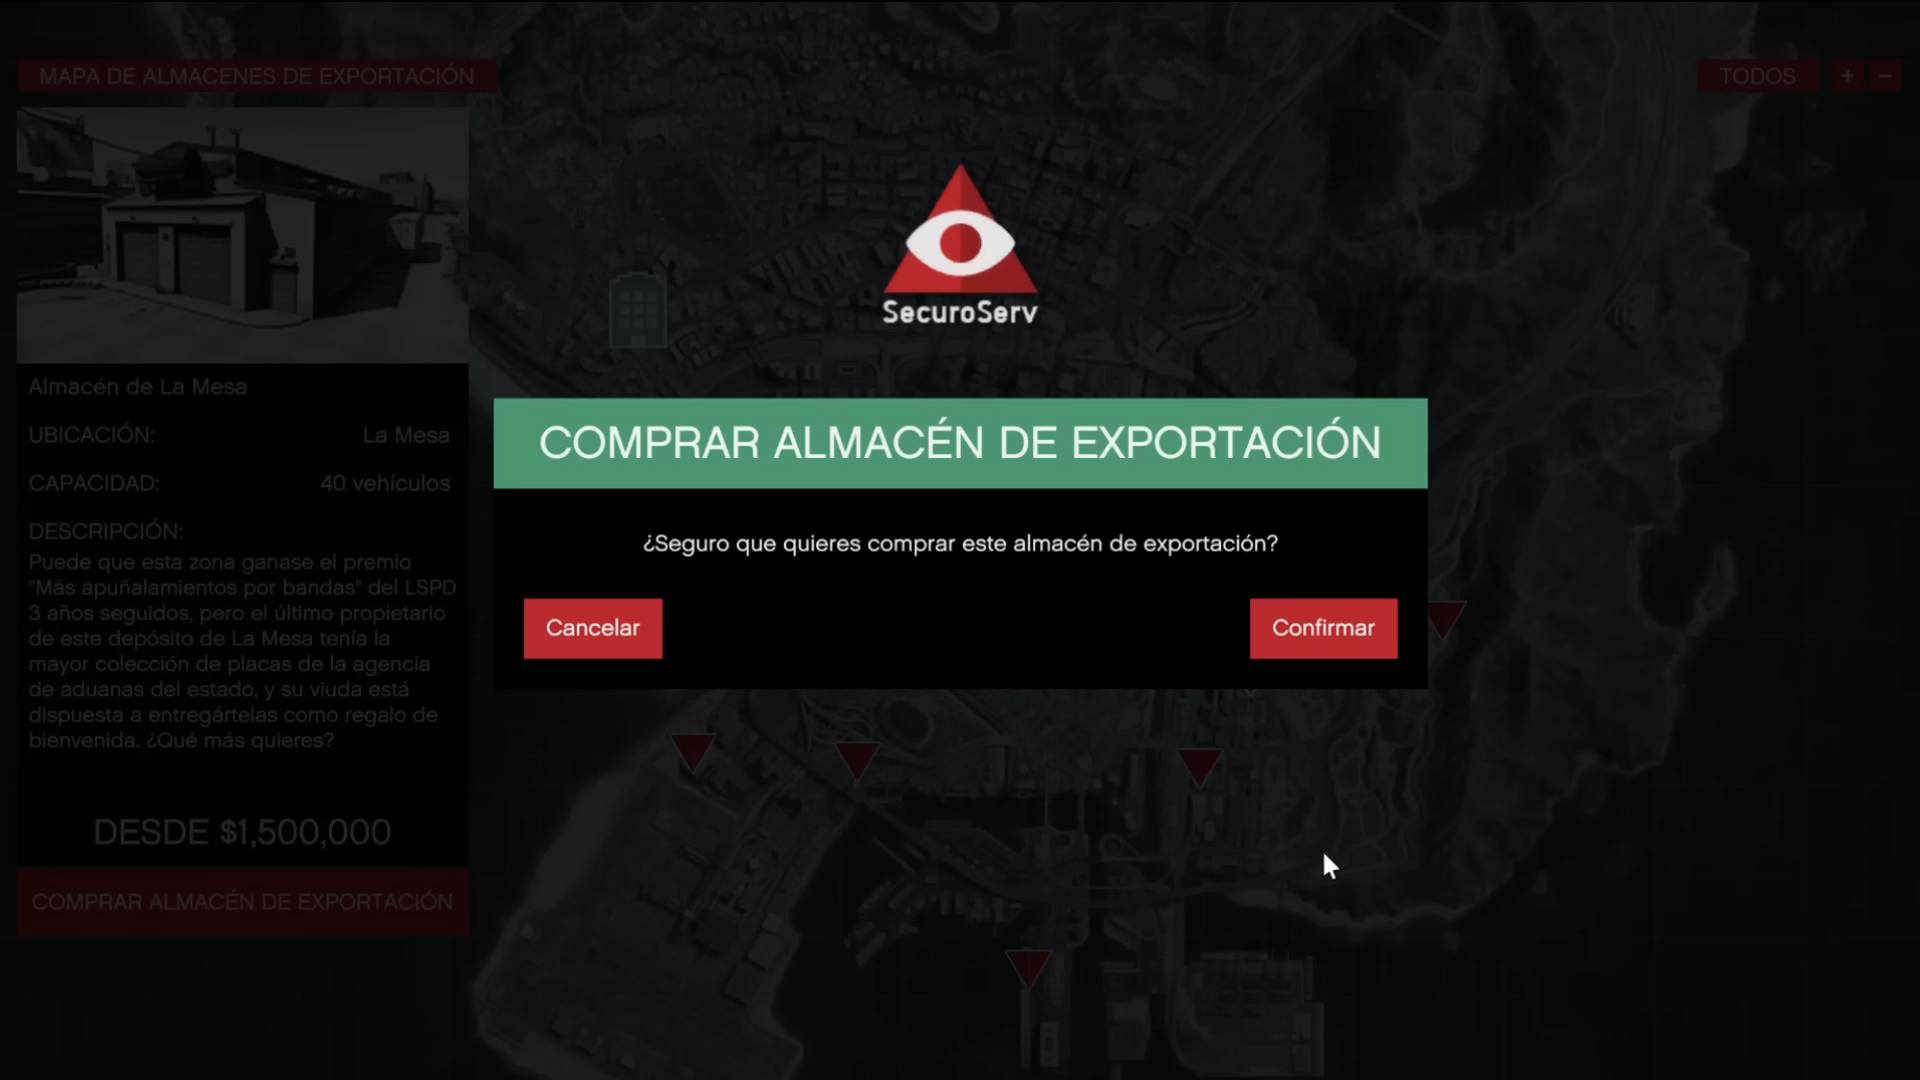 MAPA DE ALMACENES DE EXPORTACIÓN
TODOS + −
SecuroServ
Almacén de La Mesa
UBICACIÓN: La Mesa
CAPACIDAD: 40 vehículos
DESCRIPCIÓN:
Puede que esta zona ganase el premio
"Más apuñalamientos por bandas" del LSPD
3 años seguidos, pero el último propietario
de este depósito de La Mesa tenía la
mayor colección de placas de la agencia
de aduanas del estado, y su viuda está
dispuesta a entregártelas como regalo de
bienvenida. ¿Qué más quieres?
DESDE $1,500,000
COMPRAR ALMACÉN DE EXPORTACIÓN
COMPRAR ALMACÉN DE EXPORTACIÓN
¿Seguro que quieres comprar este almacén de exportación?
Cancelar
Confirmar